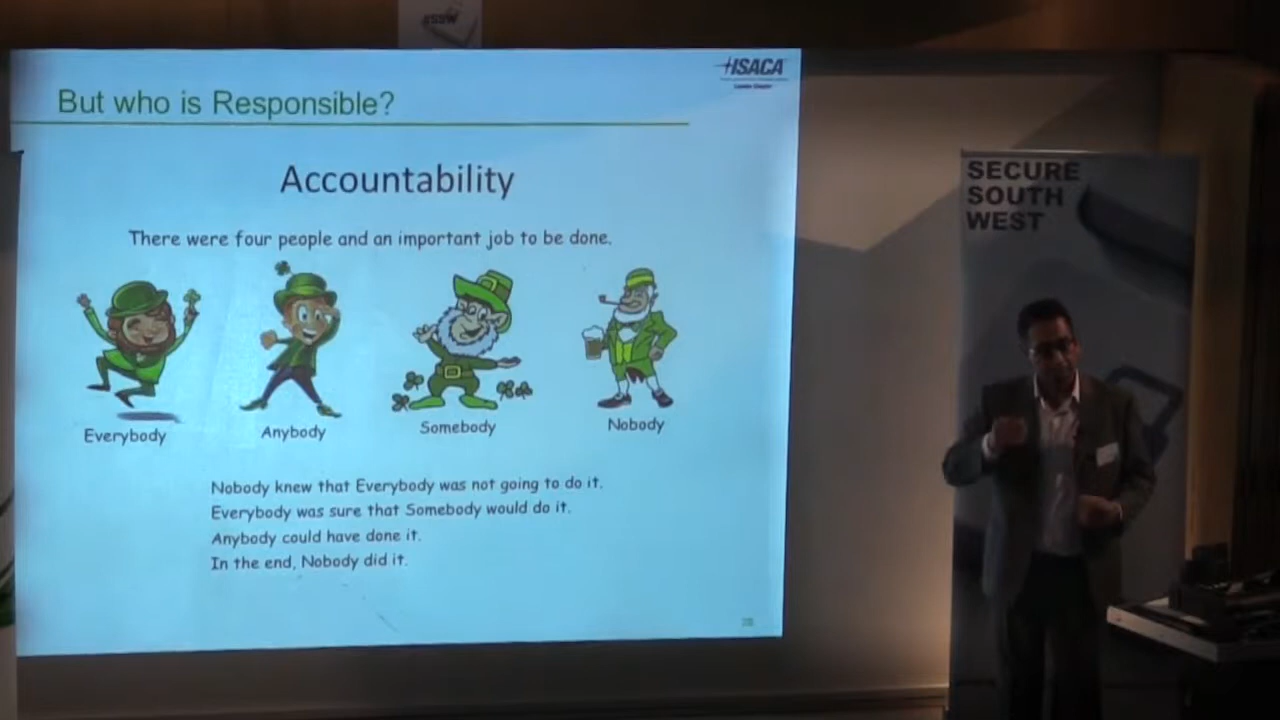 #SSW
ISACA
But who is Responsible?
Accountability
There were four people and an important job to be done.
Everybody
Anybody
Somebody
Nobody
Nobody knew that Everybody was not going to do it.
Everybody was sure that Somebody would do it.
Anybody could have done it.
In the end, Nobody did it.
SECURE
SOUTH
WEST